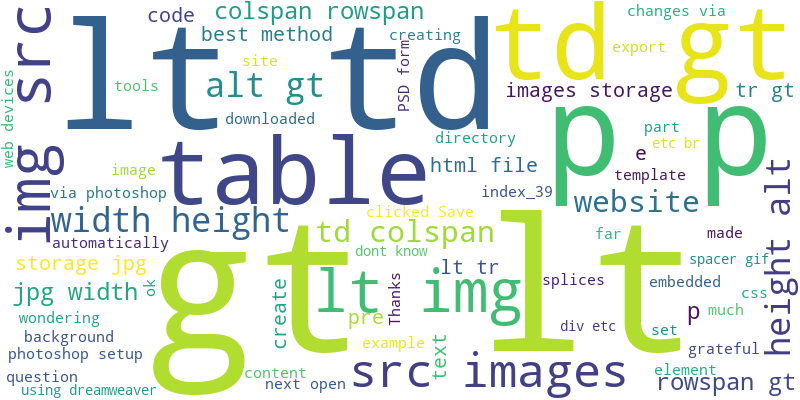 code
colspan rowspan
changes via
best method
creating
td gt
lt td
export
site
img src
tools
alt gt
PSD form
images storage
tr gt
web devices
downloaded
p p
directory
part
etc br
table
html file
e
image
template
via photoshop
index_39
website
width height
clicked Save
td colspan
far
made
height alt
automatically
dont know
gt lt
storage jpg
lt tr
spacer gif
jpg width
ok
create
lt img
Thanks
splices
embedded
css
wondering
pre
p
much
background
div etc
set
photoshop setup
example
text
grateful
question
content
next open
src images
element
using dreamweaver
rowspan gt